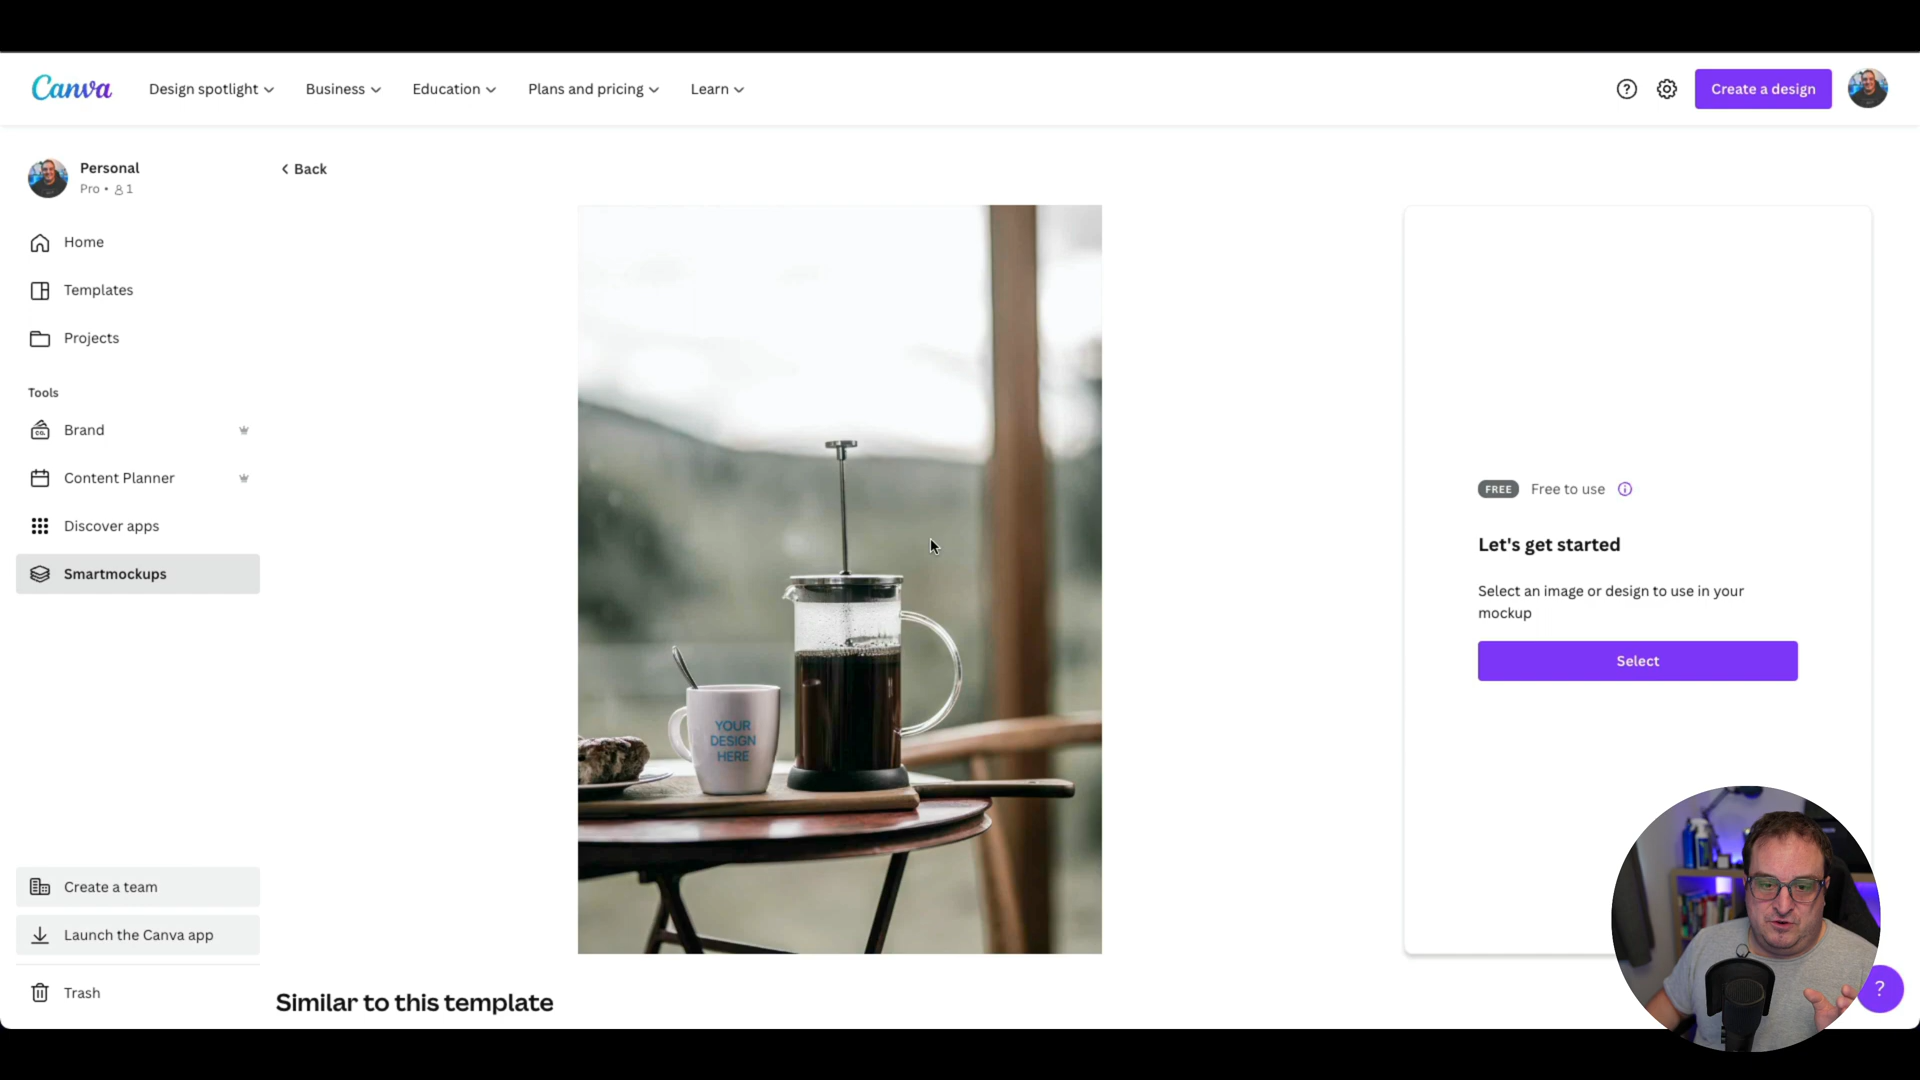 Canva
Design spotlight
Business
Education
Plans and pricing
Learn
?
Create a design
Personal
Pro • 1
Back
Home
Templates
Projects
Tools
Brand
Content Planner
Discover apps
Smartmockups
YOUR
DESIGN
HERE
FREE Free to use
Let's get started
Select an image or design to use in your
mockup
Select
Create a team
Launch the Canva app
Trash
Similar to this template
?